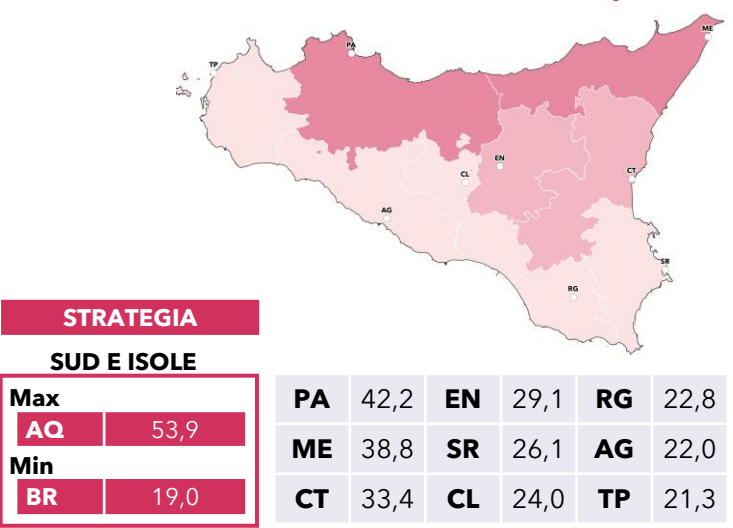 ME
PA
TP
EN
CL
CT
AG
SR
RG
STRATEGIA
SUD E ISOLE
Max
AQ 53,9
Min
BR 19,0
PA 42,2 EN 29,1 RG 22,8
ME 38,8 SR 26,1 AG 22,0
CT 33,4 CL 24,0 TP 21,3